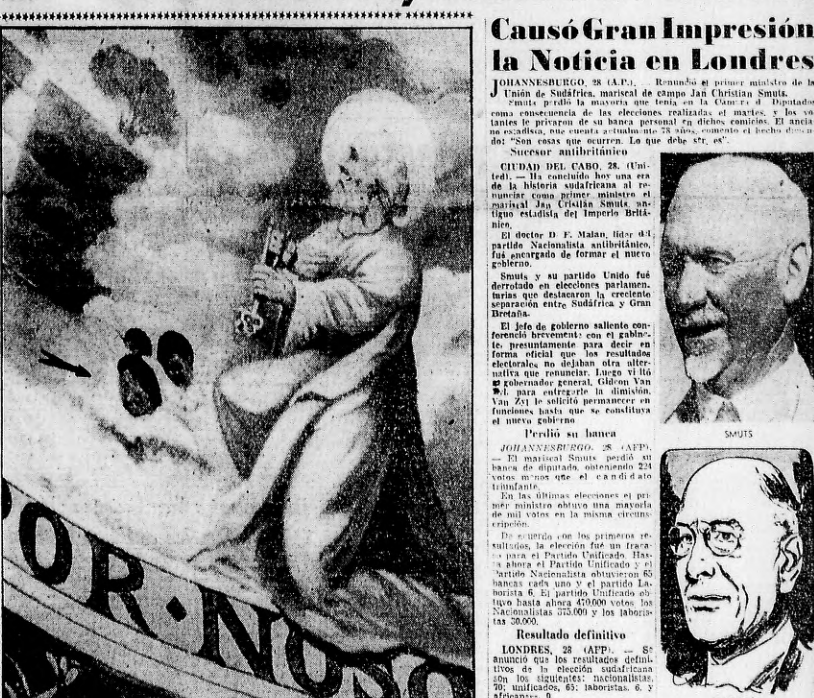 Causó Gran Impresión
la Noticia en Londres
JOHANNESBURGO, 28 (A.P.). — Renunció el primer ministro de la
Unión de Sudáfrica, mariscal de campo Jan Christian Smuts.
Smuts perdió la mayoría que tenía en la Cámara d Diputados
como consecuencia de las elecciones realizadas el martes, y los vo
tantes le privaron de su banca personal en dichos comicios. El ancia
no estadista, que cuenta actualmente 78 años, comentó el hecho dicien
do: "Son cosas que ocurren. Lo que debe ser, es".
Sucesor antibritánico
CIUDAD DEL CABO, 28. (Uni-
ted). — Ha concluído hoy una era
de la historia sudafricana al re-
nunciar como primer ministro el
mariscal Jan Cristián Smuts, an-
tiguo estadista del Imperio Britá-
nico.
El doctor D. F. Malan, líder del
partido Nacionalista antibritánico,
fué encargado de formar el nuevo
gobierno.
Smuts y su partido Unido fué
derrotado en elecciones parlamen-
tarias que destacaron la creciente
separación entre Sudáfrica y Gran
Bretaña.
El jefe de gobierno saliente con-
ferenció brevemente con el gabine-
te, presuntamente para decir en
forma oficial que los resultados
electorales no dejaban otra alter-
nativa que renunciar. Luego vi itó
gobernador general, Gideon Van
para entregarle la dimisión.
Van Zyl le solicitó permanecer en
funciones hasta que se constituya
el nuevo gobierno
Perdió su banca
JOHANNESBURGO, 28 (AFP).
— El mariscal Smuts perdió su
banca de diputado, obteniendo 224
votos menos que el candidato
triunfante.
En las últimas elecciones el pri-
mer ministro obtuvo una mayoría
de mil votos en la misma circuns-
cripción.
De acuerdo con los primeros re-
sultados, la elección fué un fraca-
so para el Partido Unificado. Has-
ta ahora el Partido Unificado y el
Partido Nacionalista obtuvieron 65
bancas cada uno y el partido La-
borista 6. El partido Unificado ob-
tuvo hasta ahora 470.000 votos los
Nacionalistas 375.000 y los laboris-
tas 30.000.
Resultado definitivo
LONDRES, 28 (AFP). — Se
anunció que los resultados defini-
tivos de la elección sudafricana
son los siguientes: nacionalistas,
70; unificados, 65; laboristas, 6, y
africaners, 9.
SMUTS
POR·NONO